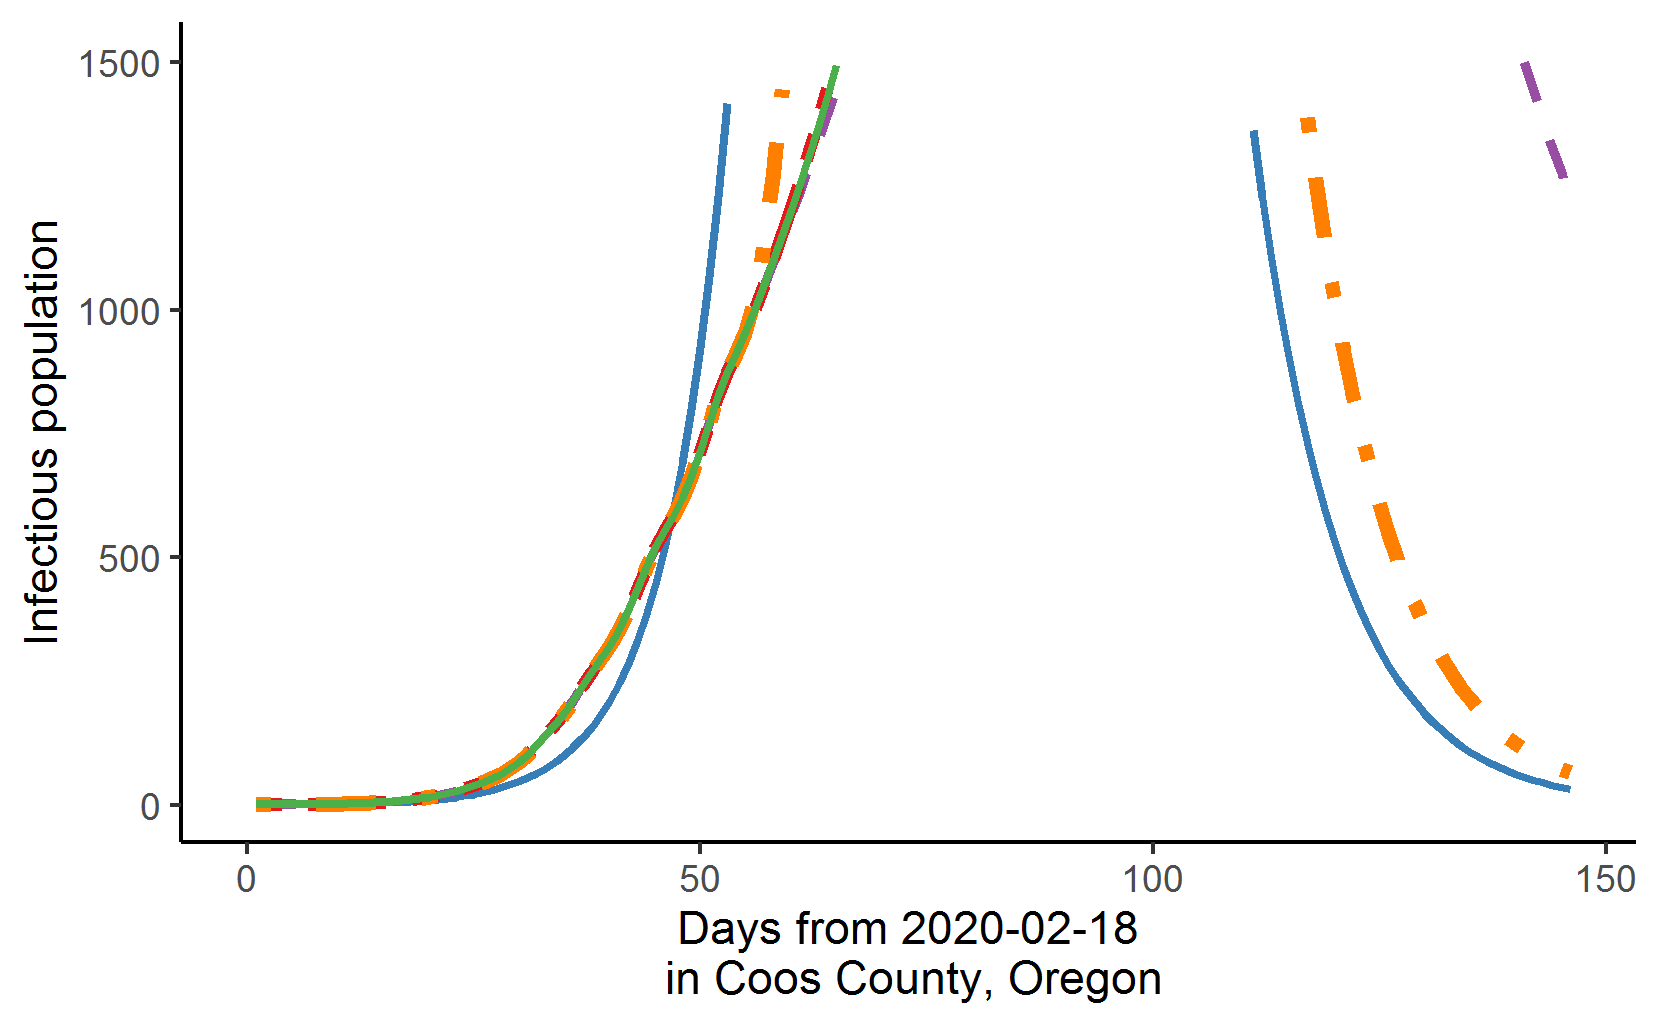 Infectious population
1500
1000
500
0
0 50 100 150
Days from 2020-02-18
in Coos County, Oregon